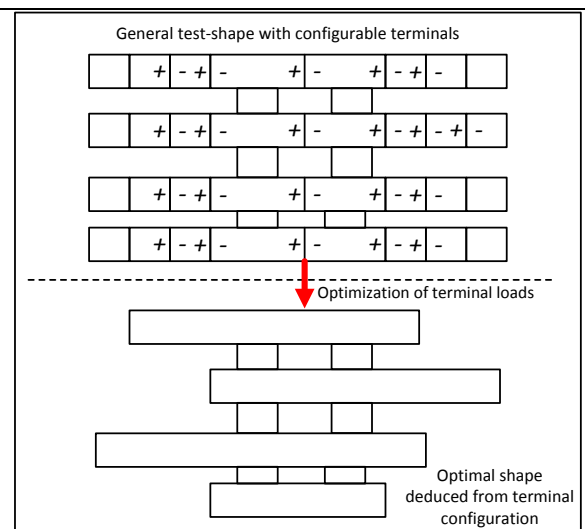 General test-shape with configurable terminals
+ - + - + - + - + -
+ - + - + - + - + - + -
+ - + - + - + - + -
+ - + - + - + - + -
Optimization of terminal loads
Optimal shape
deduced from terminal
configuration